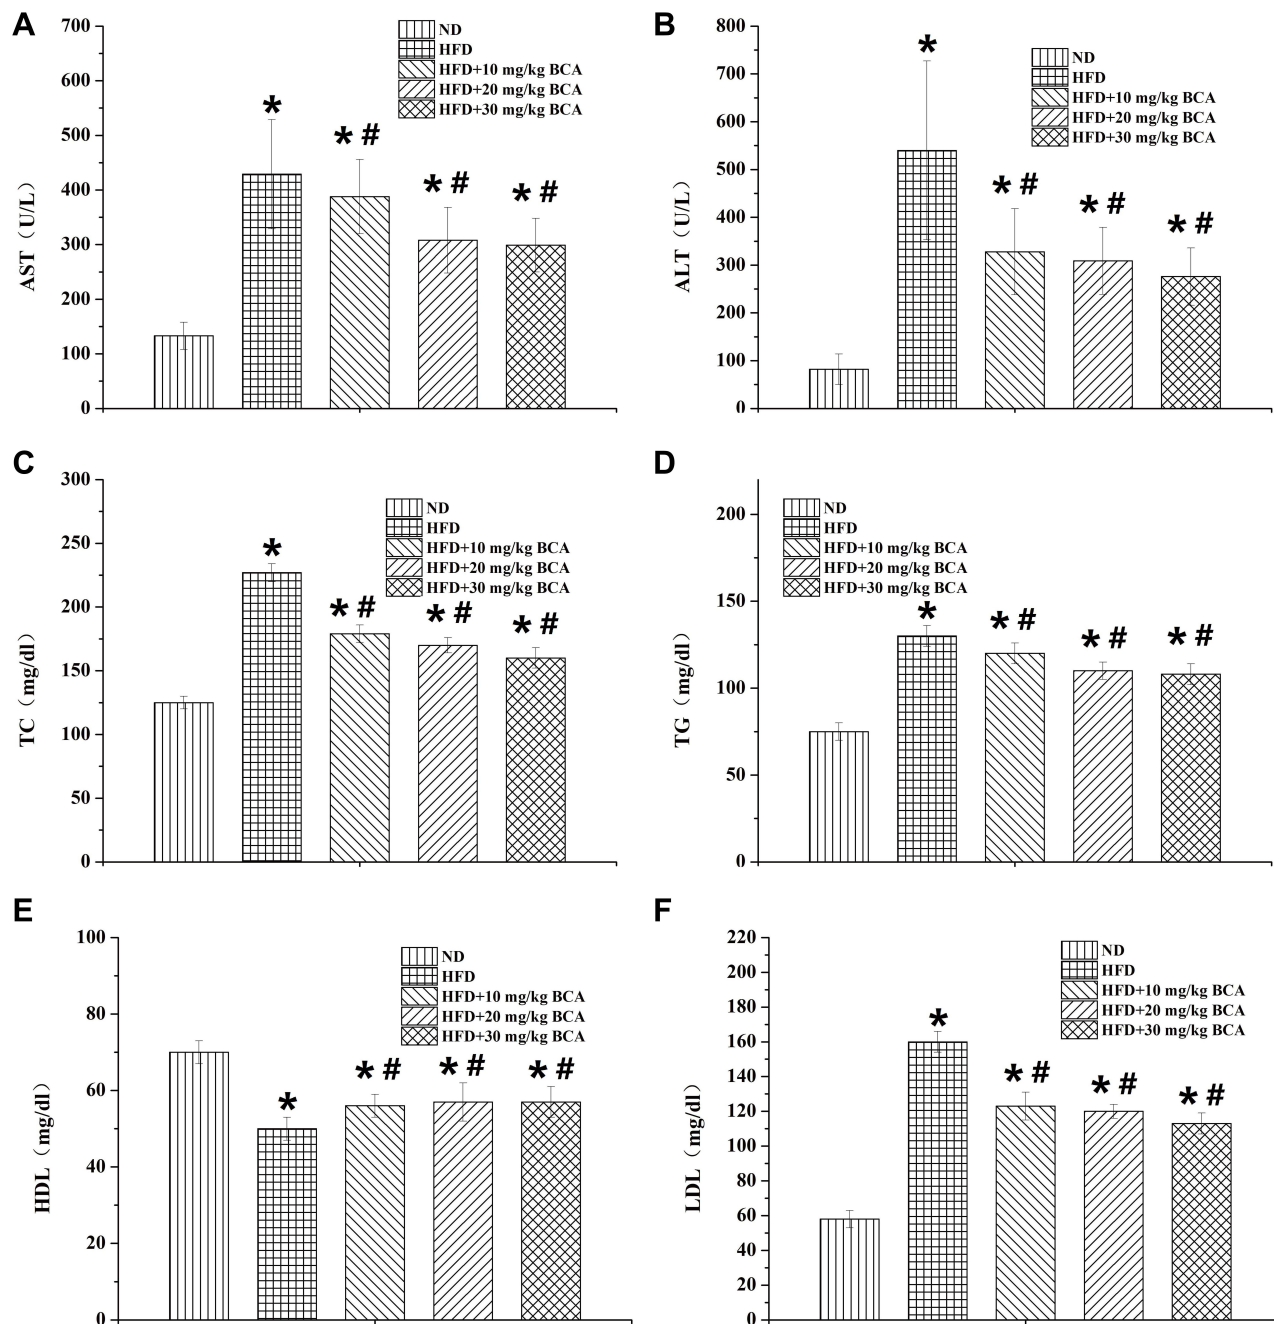 A
700
600
500
400
300
200
100
0
AST（U/L）
ND
HFD
HFD+10 mg/kg BCA
HFD+20 mg/kg BCA
HFD+30 mg/kg BCA
*
* #
* #
* #
B
800
700
600
500
400
300
200
100
0
ALT（U/L）
ND
HFD
HFD+10 mg/kg BCA
HFD+20 mg/kg BCA
HFD+30 mg/kg BCA
*
* #
* #
* #
C
300
250
200
150
100
50
0
TC（mg/dl）
ND
HFD
HFD+10 mg/kg BCA
HFD+20 mg/kg BCA
HFD+30 mg/kg BCA
*
* #
* #
* #
D
200
150
100
50
0
TG（mg/dl）
ND
HFD
HFD+10 mg/kg BCA
HFD+20 mg/kg BCA
HFD+30 mg/kg BCA
*
* #
* #
* #
E
100
80
60
40
20
0
HDL（mg/dl）
ND
HFD
HFD+10 mg/kg BCA
HFD+20 mg/kg BCA
HFD+30 mg/kg BCA
*
* #
* #
* #
F
220
200
180
160
140
120
100
80
60
40
20
0
LDL（mg/dl）
ND
HFD
HFD+10 mg/kg BCA
HFD+20 mg/kg BCA
HFD+30 mg/kg BCA
*
* #
* #
* #